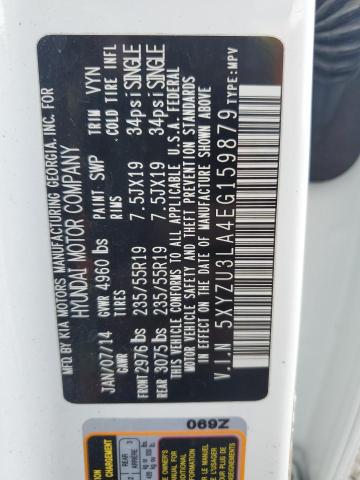 MFD. BY KIA MOTORS MANUFACTURING GEORGIA, INC. FOR
HYUNDAI MOTOR COMPANY
JAN/07/14 GVWR 4960 lbs PAINT SWP TRIM VYN
GAWR TIRES RIMS COLD TIRE INFL
FRONT 2976 lbs 235/55R19 7.5JX19 34psi SINGLE
REAR 3075 lbs 235/55R19 7.5JX19 34psi SINGLE
THIS VEHICLE CONFORMS TO ALL APPLICABLE U.S.A. FEDERAL
MOTOR VEHICLE SAFETY AND THEFT PREVENTION STANDARDS
IN EFFECT ON THE DATE OF MANUFACTURE SHOWN ABOVE
V.I.N 5XYZU3LA4EG159879 TYPE: MPV
Z690
REAR
ARRIÈRE 3